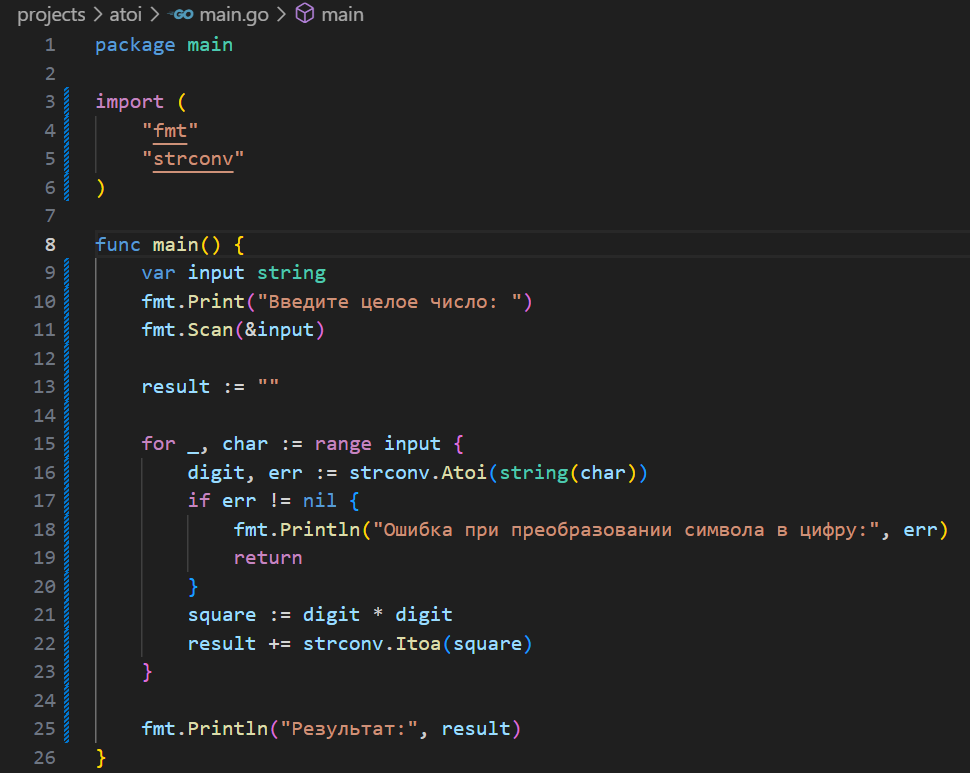 projects > atoi > GO main.go > main
1 package main
2
3 import (
4     "fmt"
5     "strconv"
6 )
7
8 func main() {
9     var input string
10     fmt.Print("Введите целое число: ")
11     fmt.Scan(&input)
12
13     result := ""
14
15     for _, char := range input {
16         digit, err := strconv.Atoi(string(char))
17         if err != nil {
18             fmt.Println("Ошибка при преобразовании символа в цифру:", err)
19             return
20         }
21         square := digit * digit
22         result += strconv.Itoa(square)
23     }
24
25     fmt.Println("Результат:", result)
26 }